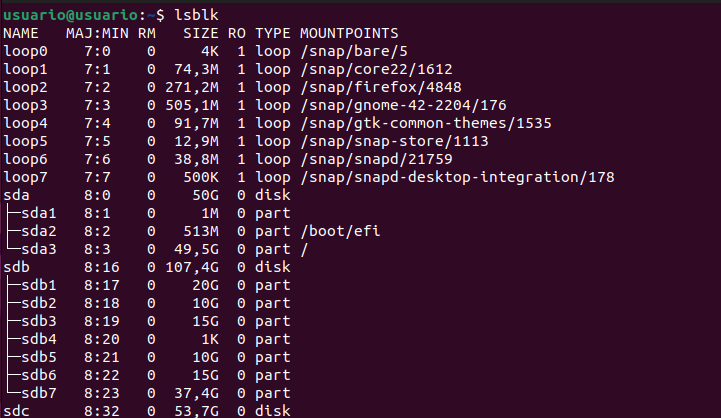 usuario@usuario:~$ lsblk
NAME   MAJ:MIN RM   SIZE RO TYPE MOUNTPOINTS
loop0    7:0    0     4K  1 loop /snap/bare/5
loop1    7:1    0  74,3M  1 loop /snap/core22/1612
loop2    7:2    0 271,2M  1 loop /snap/firefox/4848
loop3    7:3    0 505,1M  1 loop /snap/gnome-42-2204/176
loop4    7:4    0  91,7M  1 loop /snap/gtk-common-themes/1535
loop5    7:5    0  12,9M  1 loop /snap/snap-store/1113
loop6    7:6    0  38,8M  1 loop /snap/snapd/21759
loop7    7:7    0   500K  1 loop /snap/snapd-desktop-integration/178
sda      8:0    0    50G  0 disk
├─sda1   8:1    0     1M  0 part
├─sda2   8:2    0   513M  0 part /boot/efi
└─sda3   8:3    0  49,5G  0 part /
sdb      8:16   0 107,4G  0 disk
├─sdb1   8:17   0    20G  0 part
├─sdb2   8:18   0    10G  0 part
├─sdb3   8:19   0    15G  0 part
├─sdb4   8:20   0     1K  0 part
├─sdb5   8:21   0    10G  0 part
├─sdb6   8:22   0    15G  0 part
└─sdb7   8:23   0  37,4G  0 part
sdc      8:32   0  53,7G  0 disk